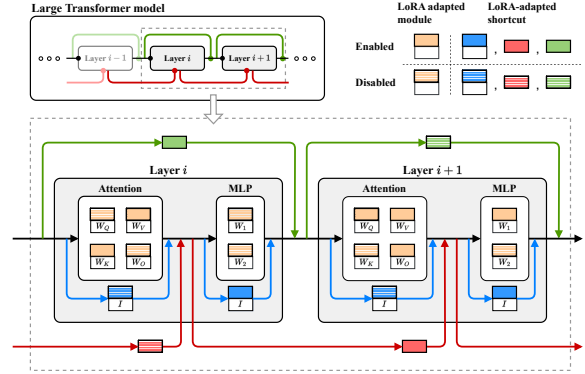 Large Transformer model
Layer i − 1
Layer i
Layer i + 1
LoRA adapted module
LoRA-adapted shortcut
Enabled
, ,
Disabled
, ,
Layer i
Layer i + 1
Attention
MLP
Attention
MLP
W_Q
W_V
W_1
W_Q
W_V
W_1
W_K
W_O
W_2
W_K
W_O
W_2
I
I
I
I